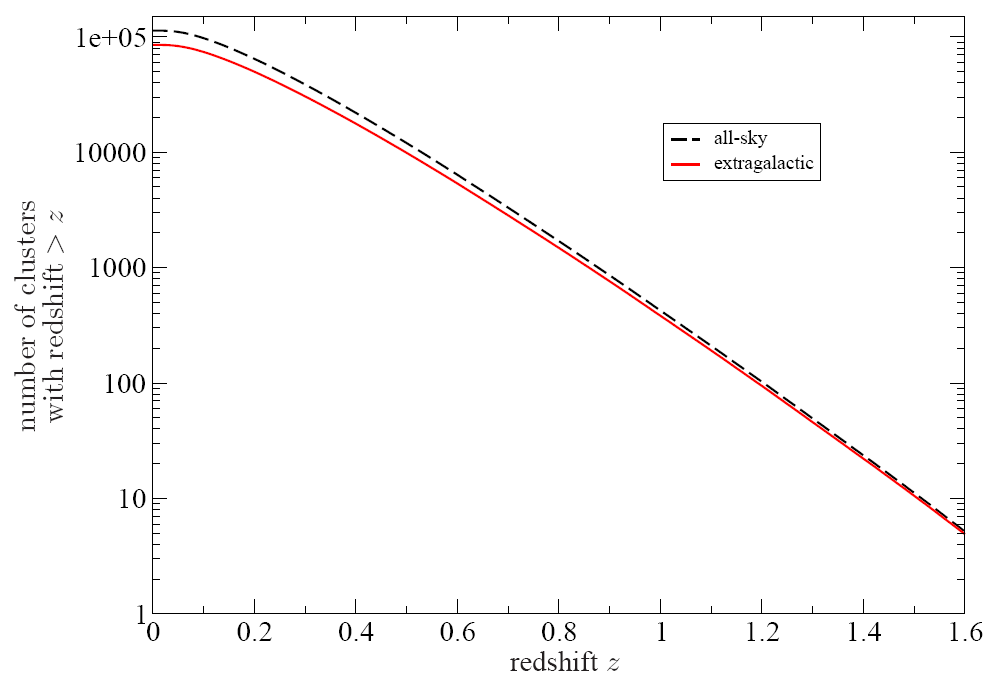 1e+05
10000
1000
100
10
1
number of clusters
with redshift > z
all-sky
extragalactic
0 0.2 0.4 0.6 0.8 1 1.2 1.4 1.6
redshift z